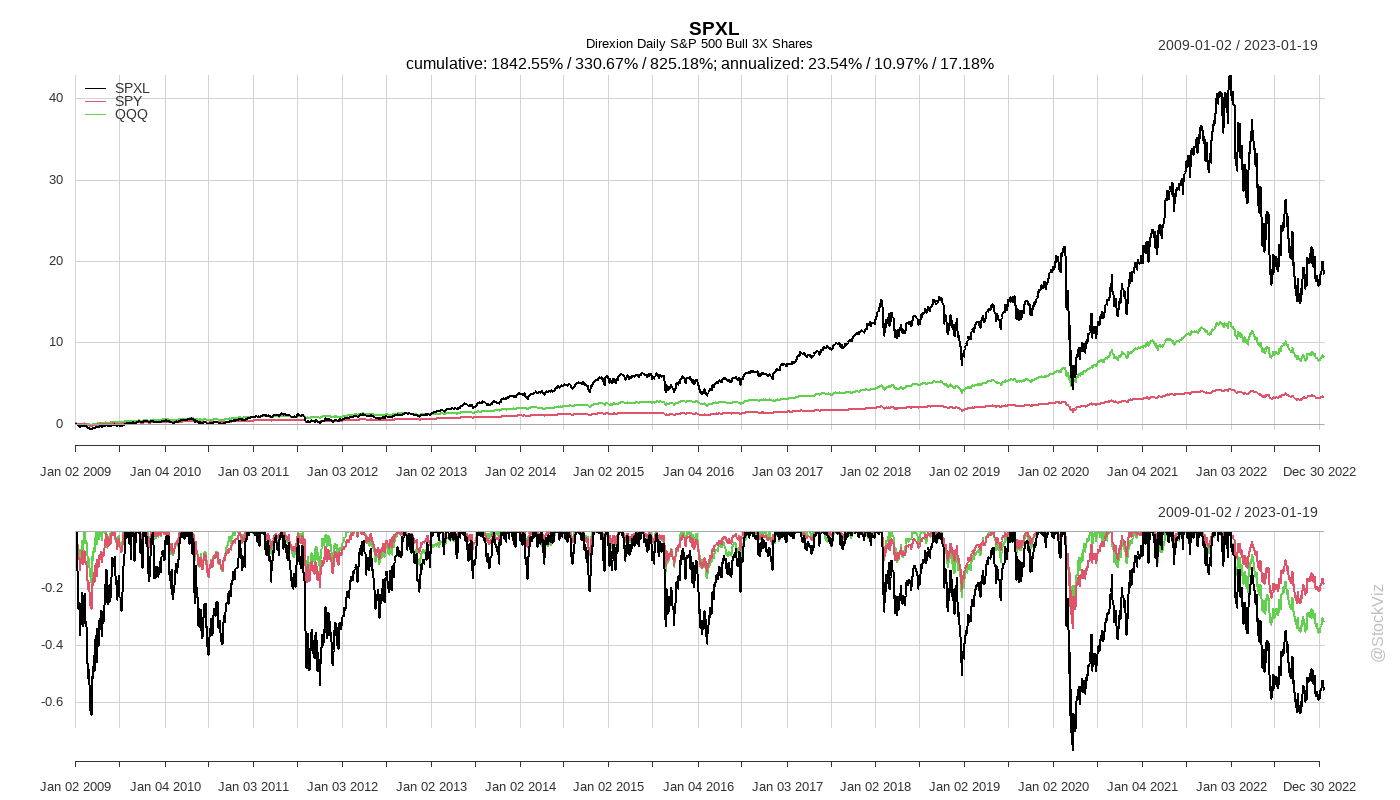 SPXL
Direxion Daily S&P 500 Bull 3X Shares
2009-01-02 / 2023-01-19
cumulative: 1842.55% / 330.67% / 825.18%; annualized: 23.54% / 10.97% / 17.18%
SPXL
SPY
QQQ
40
30
20
10
0
Jan 02 2009 Jan 04 2010 Jan 03 2011 Jan 03 2012 Jan 02 2013 Jan 02 2014 Jan 02 2015 Jan 04 2016 Jan 03 2017 Jan 02 2018 Jan 02 2019 Jan 02 2020 Jan 04 2021 Jan 03 2022 Dec 30 2022
2009-01-02 / 2023-01-19
-0.2
-0.4
-0.6
Jan 02 2009 Jan 04 2010 Jan 03 2011 Jan 03 2012 Jan 02 2013 Jan 02 2014 Jan 02 2015 Jan 04 2016 Jan 03 2017 Jan 02 2018 Jan 02 2019 Jan 02 2020 Jan 04 2021 Jan 03 2022 Dec 30 2022
@StockViz